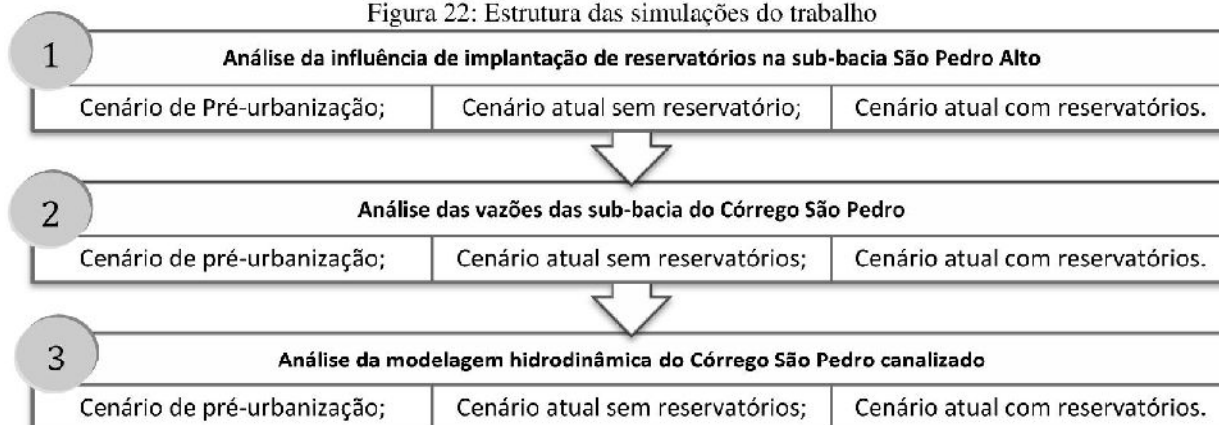 Figura 22: Estrutura das simulações do trabalho
1
Análise da influência de implantação de reservatórios na sub-bacia São Pedro Alto
Cenário de Pré-urbanização; Cenário atual sem reservatório; Cenário atual com reservatórios.
2
Análise das vazões das sub-bacia do Córrego São Pedro
Cenário de pré-urbanização; Cenário atual sem reservatórios; Cenário atual com reservatórios.
3
Análise da modelagem hidrodinâmica do Córrego São Pedro canalizado
Cenário de pré-urbanização; Cenário atual sem reservatórios; Cenário atual com reservatórios.